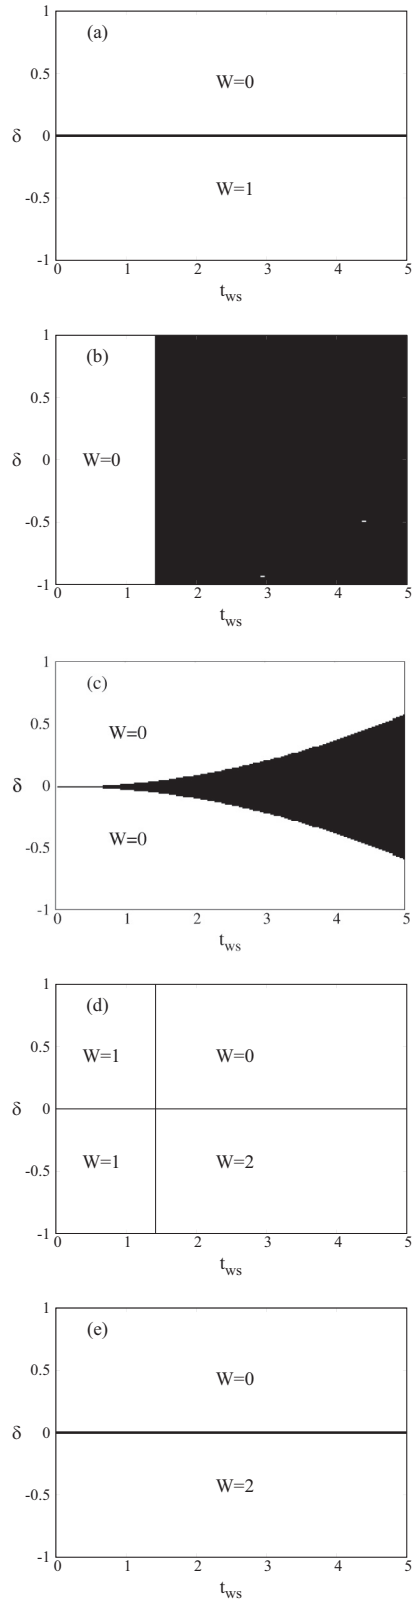 (a)
1
0.5
W=0
δ
0
-0.5
W=1
-1
0 1 2 3 4 5
t_ws
(b)
1
0.5
δ
0
W=0
-0.5
-1
0 1 2 3 4 5
t_ws
(c)
1
0.5
W=0
δ
0
W=0
-0.5
-1
0 1 2 3 4 5
t_ws
(d)
1
0.5
W=1 W=0
δ
0
-0.5
W=1 W=2
-1
0 1 2 3 4 5
t_ws
(e)
1
0.5
W=0
δ
0
-0.5
W=2
-1
0 1 2 3 4 5
t_ws